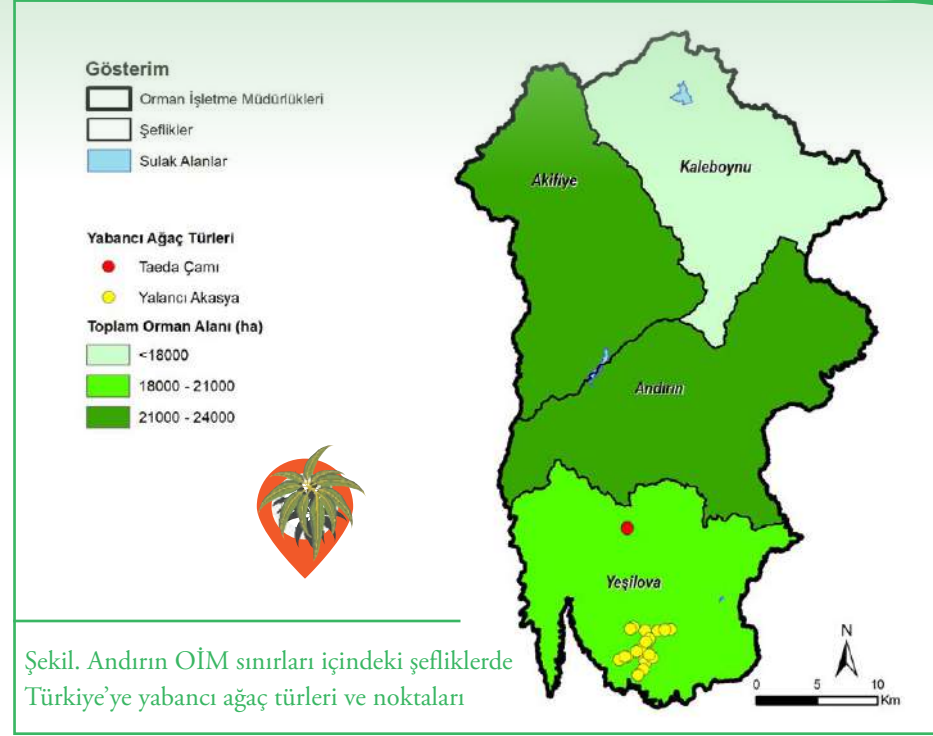 Gösterim
Orman İşletme Müdürlükleri
Şeflikler
Sulak Alanlar
Yabancı Ağaç Türleri
Taeda Çamı
Yalancı Akasya
Toplam Orman Alanı (ha)
<18000
18000 - 21000
21000 - 24000
Akifiye
Kaleboynu
Andırın
Yeşilova
N
0 5 10
Km
Şekil. Andırın OİM sınırları içindeki şefliklerde
Türkiye'ye yabancı ağaç türleri ve noktaları